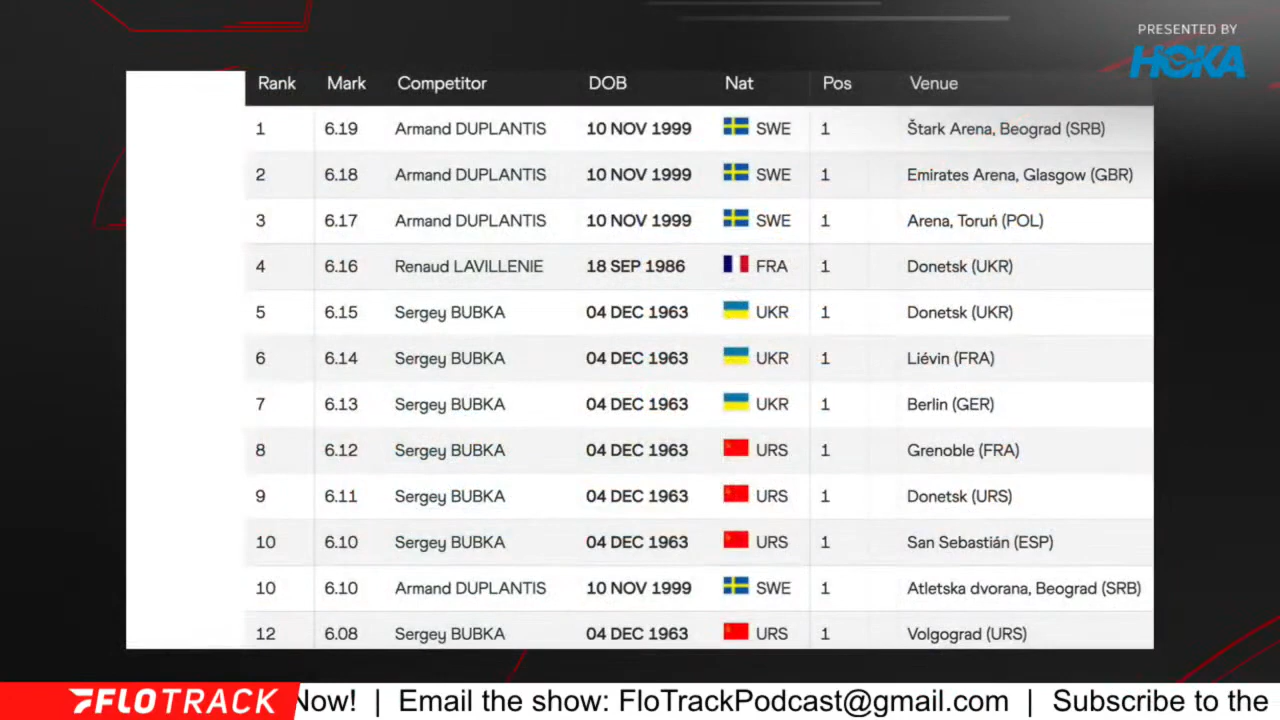 PRESENTED BY
HOKA
Rank Mark Competitor DOB Nat Pos Venue
1 6.19 Armand DUPLANTIS 10 NOV 1999 SWE 1 Štark Arena, Beograd (SRB)
2 6.18 Armand DUPLANTIS 10 NOV 1999 SWE 1 Emirates Arena, Glasgow (GBR)
3 6.17 Armand DUPLANTIS 10 NOV 1999 SWE 1 Arena, Toruń (POL)
4 6.16 Renaud LAVILLENIE 18 SEP 1986 FRA 1 Donetsk (UKR)
5 6.15 Sergey BUBKA 04 DEC 1963 UKR 1 Donetsk (UKR)
6 6.14 Sergey BUBKA 04 DEC 1963 UKR 1 Liévin (FRA)
7 6.13 Sergey BUBKA 04 DEC 1963 UKR 1 Berlin (GER)
8 6.12 Sergey BUBKA 04 DEC 1963 URS 1 Grenoble (FRA)
9 6.11 Sergey BUBKA 04 DEC 1963 URS 1 Donetsk (URS)
10 6.10 Sergey BUBKA 04 DEC 1963 URS 1 San Sebastián (ESP)
10 6.10 Armand DUPLANTIS 10 NOV 1999 SWE 1 Atletska dvorana, Beograd (SRB)
12 6.08 Sergey BUBKA 04 DEC 1963 URS 1 Volgograd (URS)
FLOTRACK Now! | Email the show: FloTrackPodcast@gmail.com | Subscribe to the